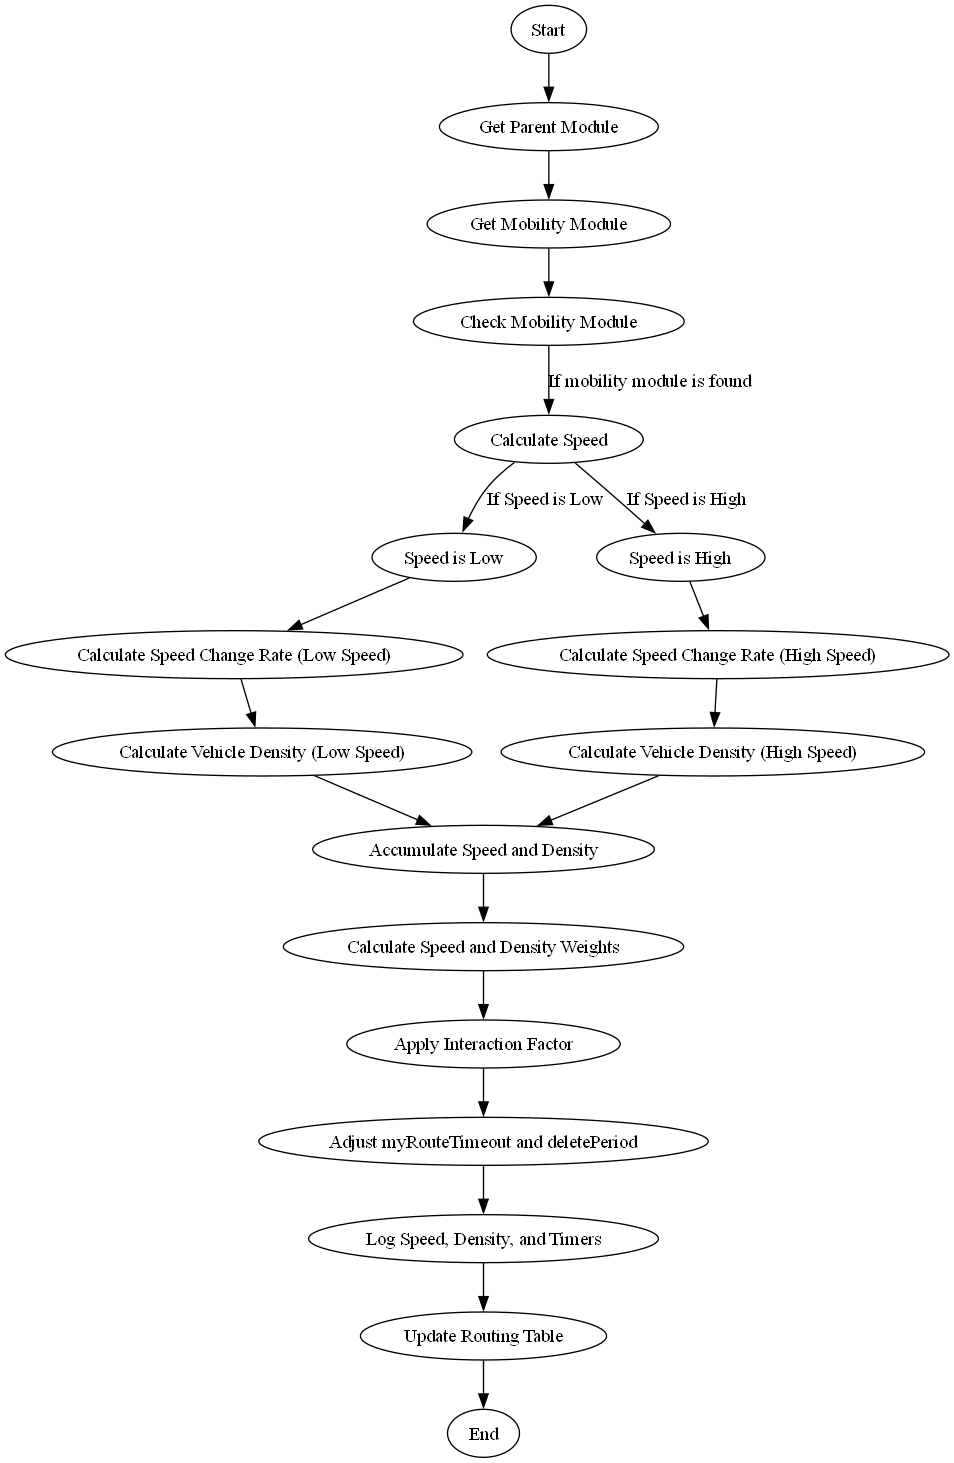 Start
Get Parent Module
Get Mobility Module
Check Mobility Module
If mobility module is found
Calculate Speed
If Speed is Low
If Speed is High
Speed is Low
Speed is High
Calculate Speed Change Rate (Low Speed)
Calculate Speed Change Rate (High Speed)
Calculate Vehicle Density (Low Speed)
Calculate Vehicle Density (High Speed)
Accumulate Speed and Density
Calculate Speed and Density Weights
Apply Interaction Factor
Adjust myRouteTimeout and deletePeriod
Log Speed, Density, and Timers
Update Routing Table
End